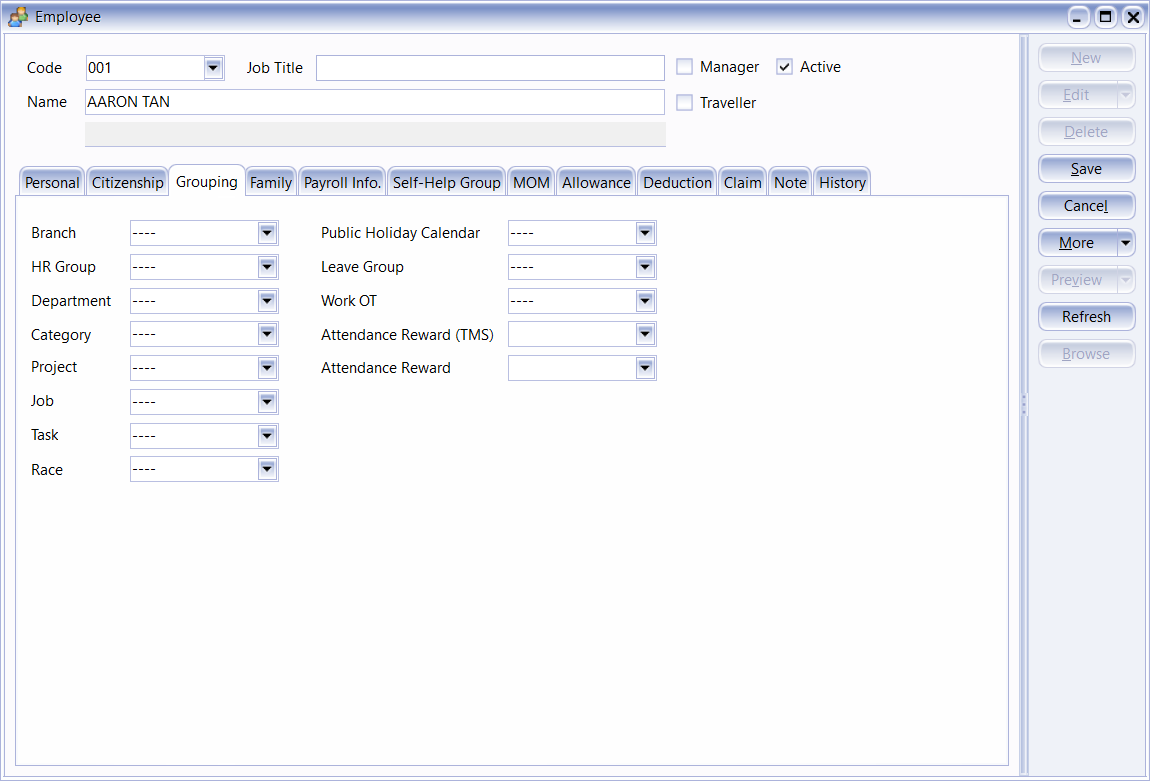 Employee
Code 001 Job Title Manager Active New
Name AARON TAN Traveller Edit
Delete
Save
Personal Citizenship Grouping Family Payroll Info. Self-Help Group MOM Allowance Deduction Claim Note History
Cancel
Branch ---- Public Holiday Calendar ---- More
HR Group ---- Leave Group ---- Preview
Department ---- Work OT ---- Refresh
Category ---- Attendance Reward (TMS) Browse
Project ---- Attendance Reward
Job ----
Task ----
Race ----